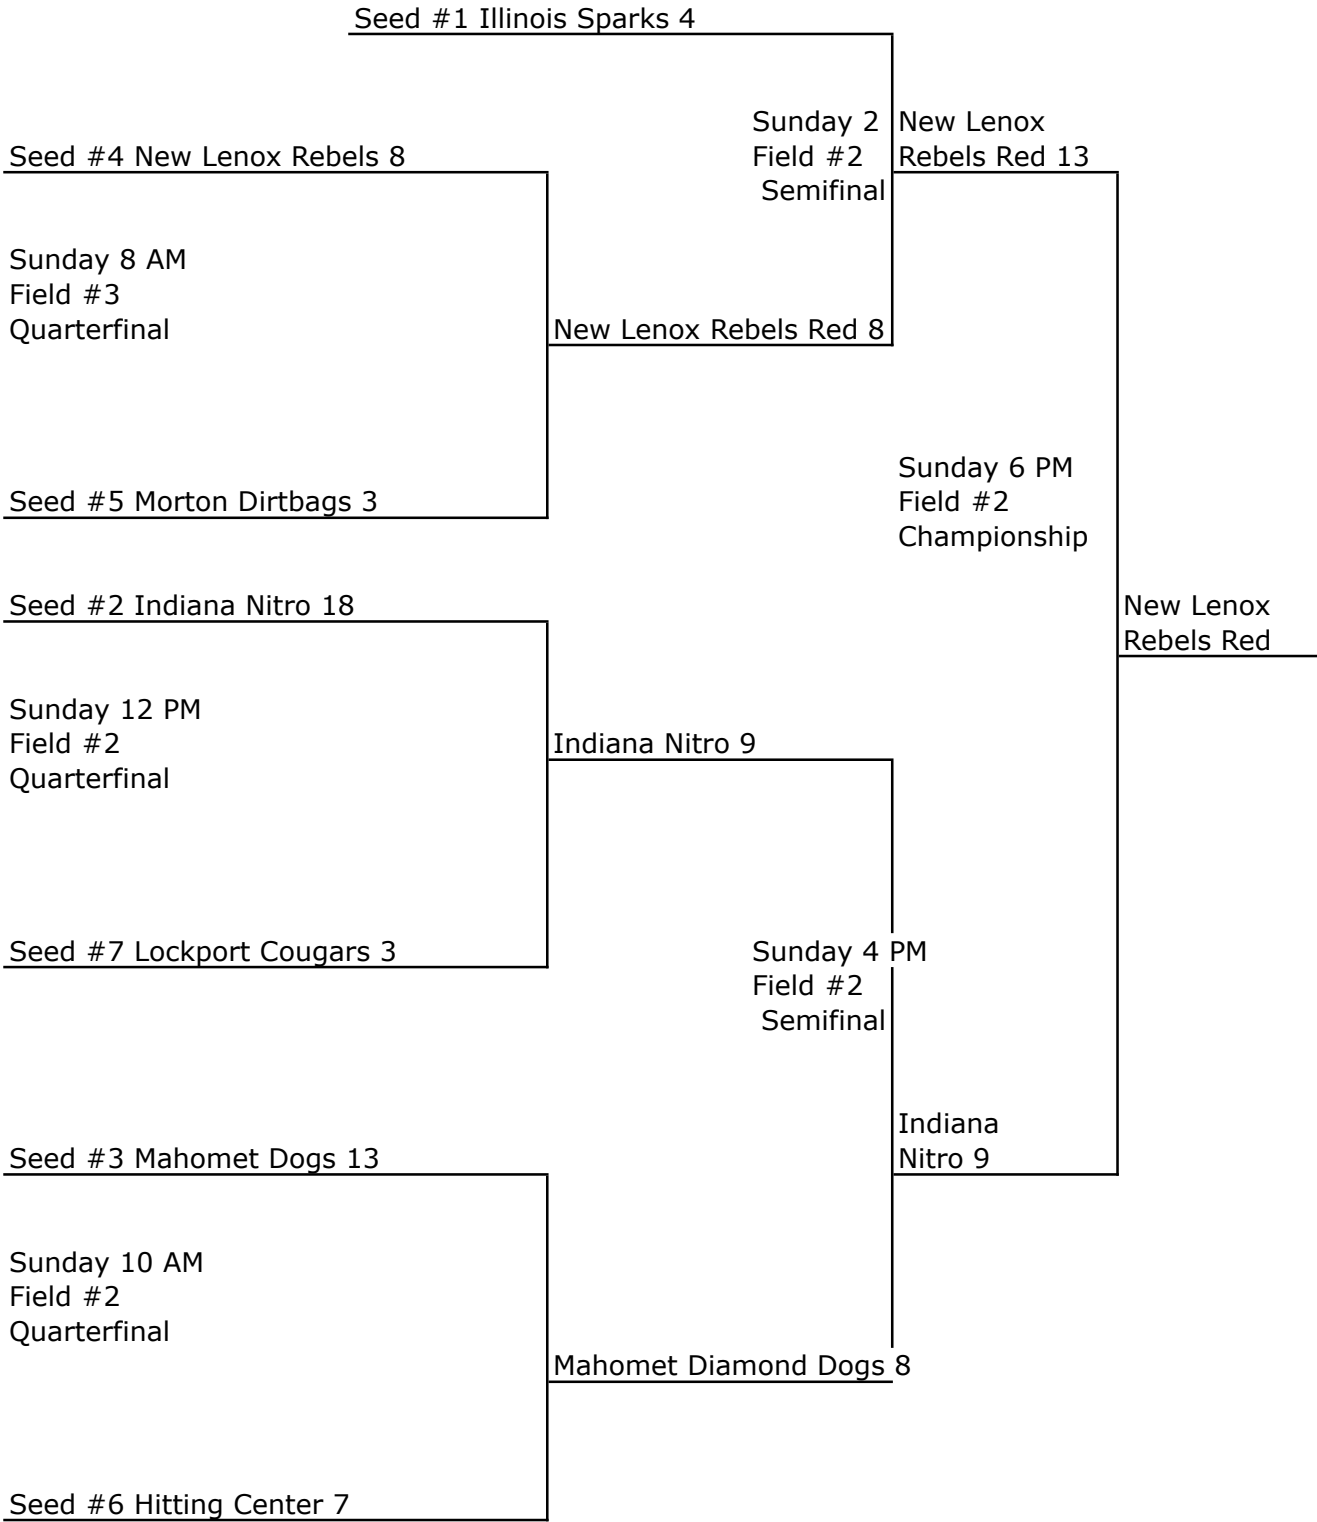 Seed #1 Illinois Sparks 4
Sunday 2
Field #2
Semifinal
New Lenox
Rebels Red 13
Seed #4 New Lenox Rebels 8
Sunday 8 AM
Field #3
Quarterfinal
New Lenox Rebels Red 8
Seed #5 Morton Dirtbags 3
Sunday 6 PM
Field #2
Championship
Seed #2 Indiana Nitro 18
New Lenox
Rebels Red
Sunday 12 PM
Field #2
Quarterfinal
Indiana Nitro 9
Seed #7 Lockport Cougars 3
Sunday 4 PM
Field #2
Semifinal
Indiana
Nitro 9
Seed #3 Mahomet Dogs 13
Sunday 10 AM
Field #2
Quarterfinal
Mahomet Diamond Dogs 8
Seed #6 Hitting Center 7